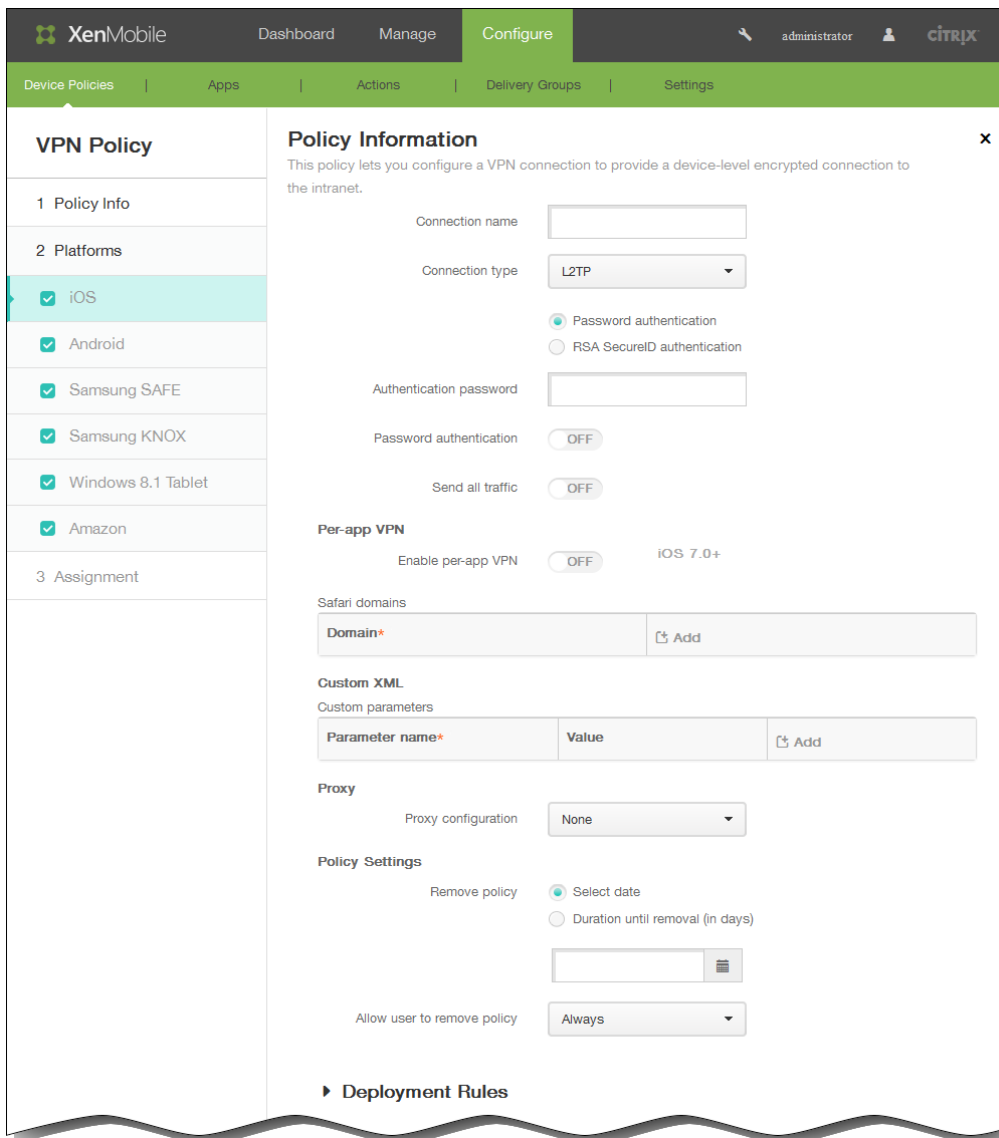 XenMobile Dashboard Manage Configure administrator CİTRIX
Device Policies | Apps | Actions | Delivery Groups | Settings
VPN Policy
1 Policy Info
2 Platforms
iOS
Android
Samsung SAFE
Samsung KNOX
Windows 8.1 Tablet
Amazon
3 Assignment
Policy Information
This policy lets you configure a VPN connection to provide a device-level encrypted connection to
the intranet.
Connection name
Connection type L2TP
Password authentication
RSA SecureID authentication
Authentication password
Password authentication OFF
Send all traffic OFF
Per-app VPN
Enable per-app VPN OFF iOS 7.0+
Safari domains
Domain* Add
Custom XML
Custom parameters
Parameter name* Value Add
Proxy
Proxy configuration None
Policy Settings
Remove policy Select date
Duration until removal (in days)
Allow user to remove policy Always
Deployment Rules